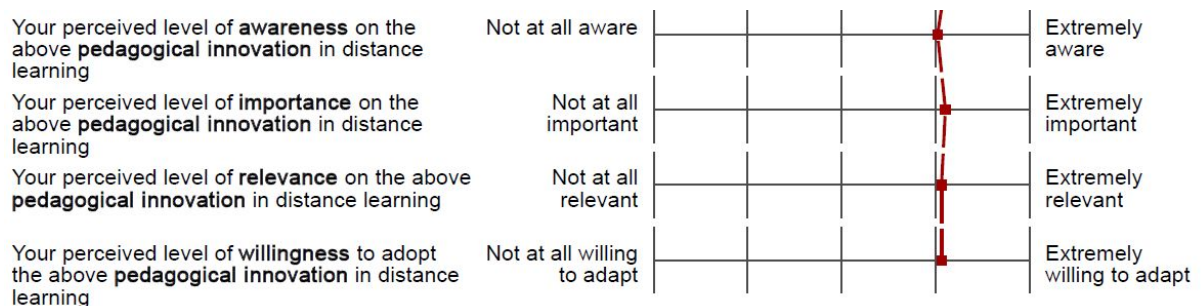 Your perceived level of awareness on the
above pedagogical innovation in distance
learning
Not at all aware
Extremely
aware
Your perceived level of importance on the
above pedagogical innovation in distance
learning
Not at all
important
Extremely
important
Your perceived level of relevance on the above
pedagogical innovation in distance learning
Not at all
relevant
Extremely
relevant
Your perceived level of willingness to adopt
the above pedagogical innovation in distance
learning
Not at all willing
to adapt
Extremely
willing to adapt